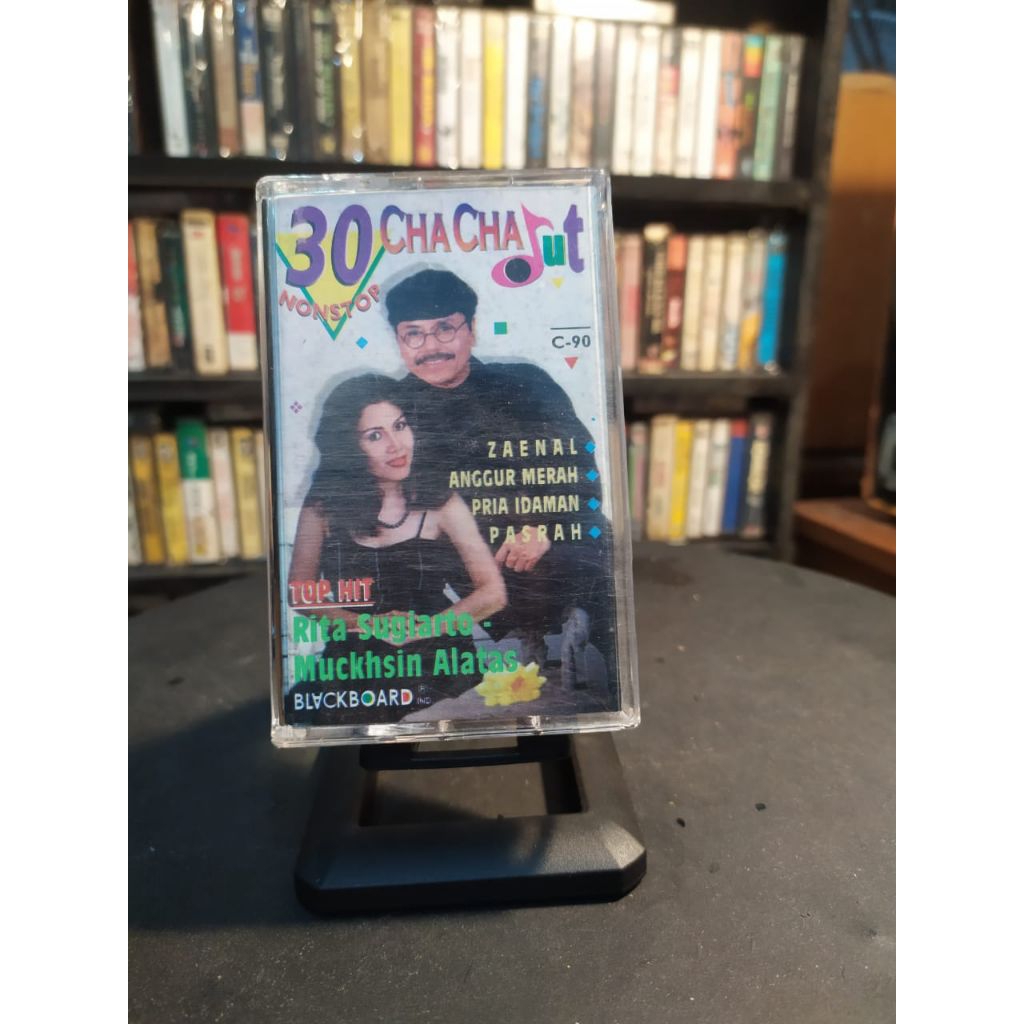 30 CHA CHA dut
NONSTOP
C-90
ZAENAL
ANGGUR MERAH
PRIA IDAMAN
PASRAH
TOP HIT
Rita Sugiarto -
Muckhsin Alatas
BLACKBOARD ® IND